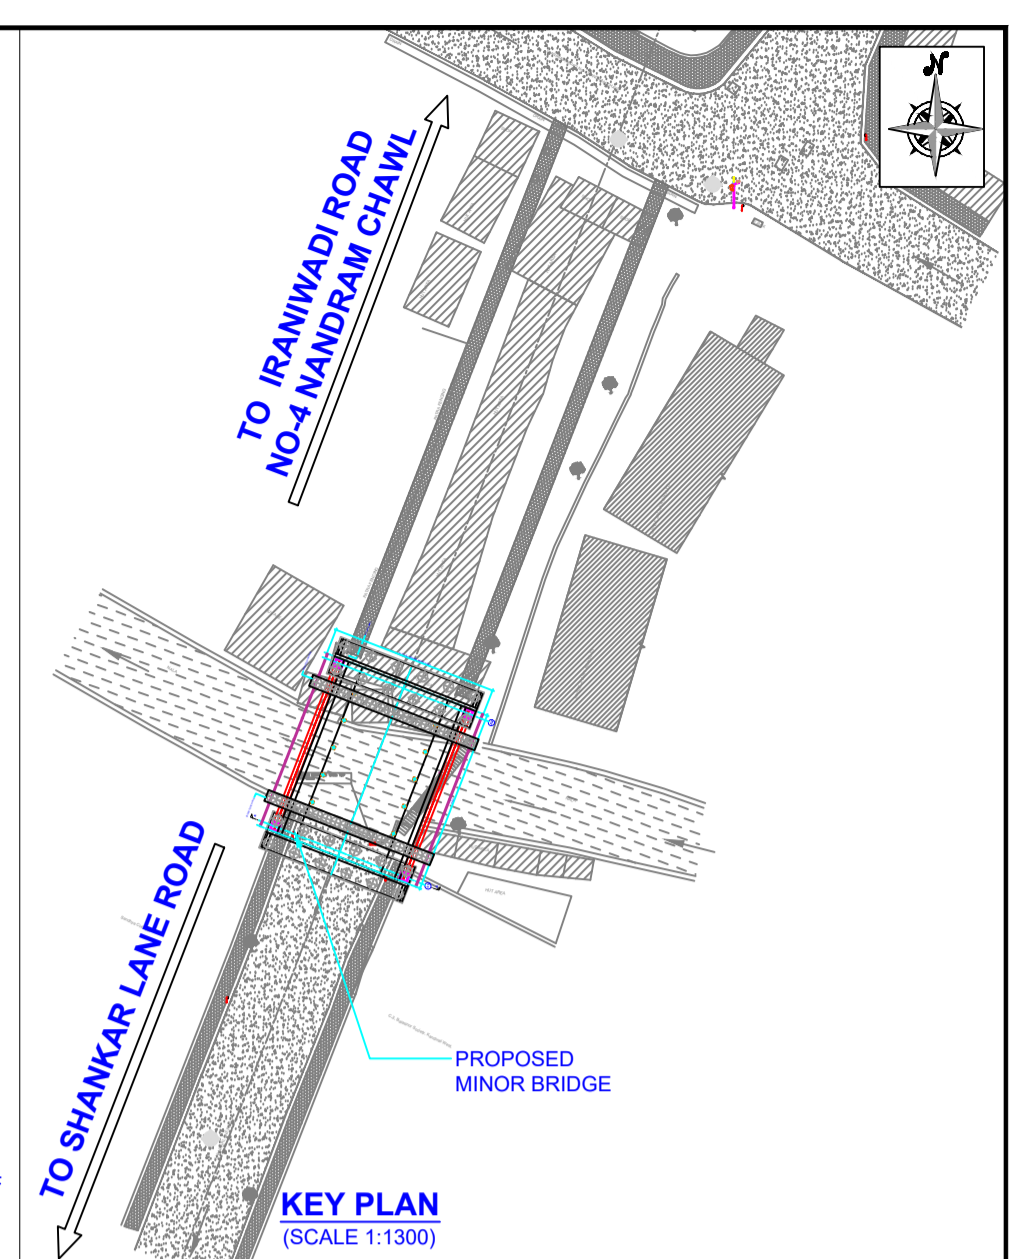 N
TO IRANIWADI ROAD
NO-4 NANDRAM CHAWL
TO SHANKAR LANE ROAD
PROPOSED
MINOR BRIDGE
KEY PLAN
(SCALE 1:1300)